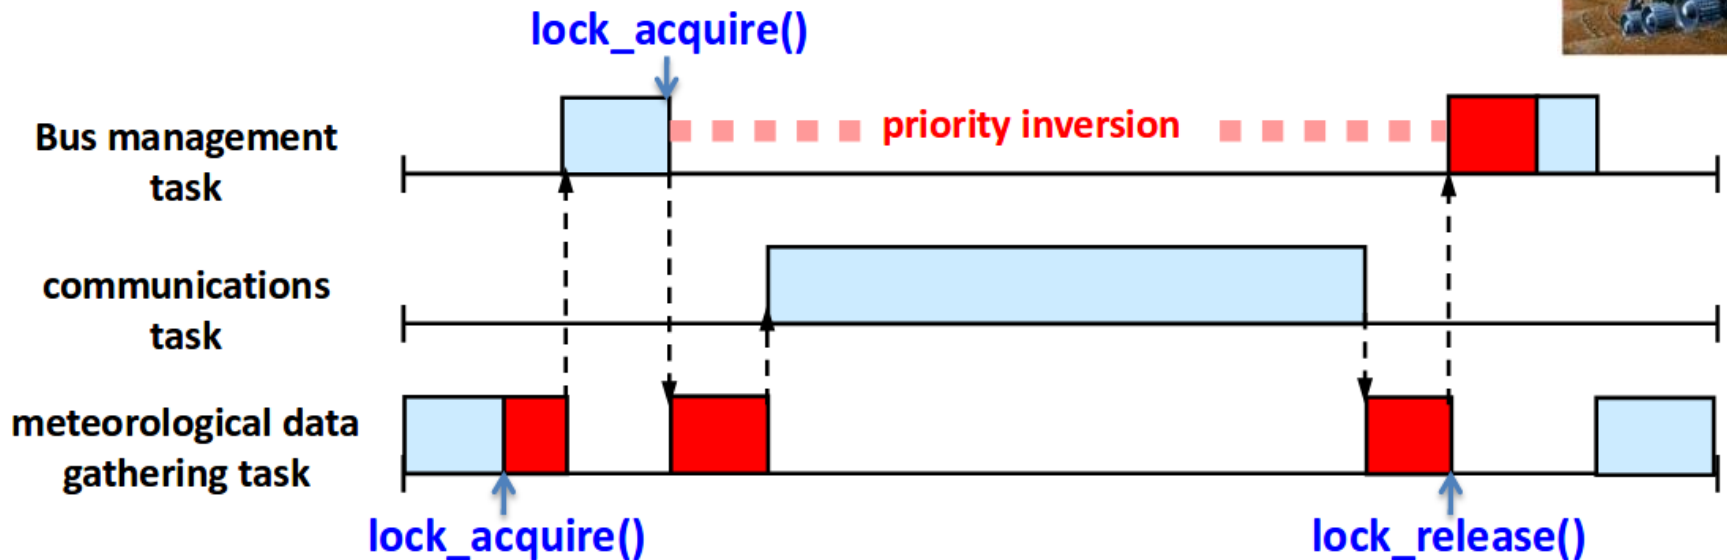 lock_acquire()
Bus management
task
priority inversion
communications
task
meteorological data
gathering task
lock_acquire()
lock_release()